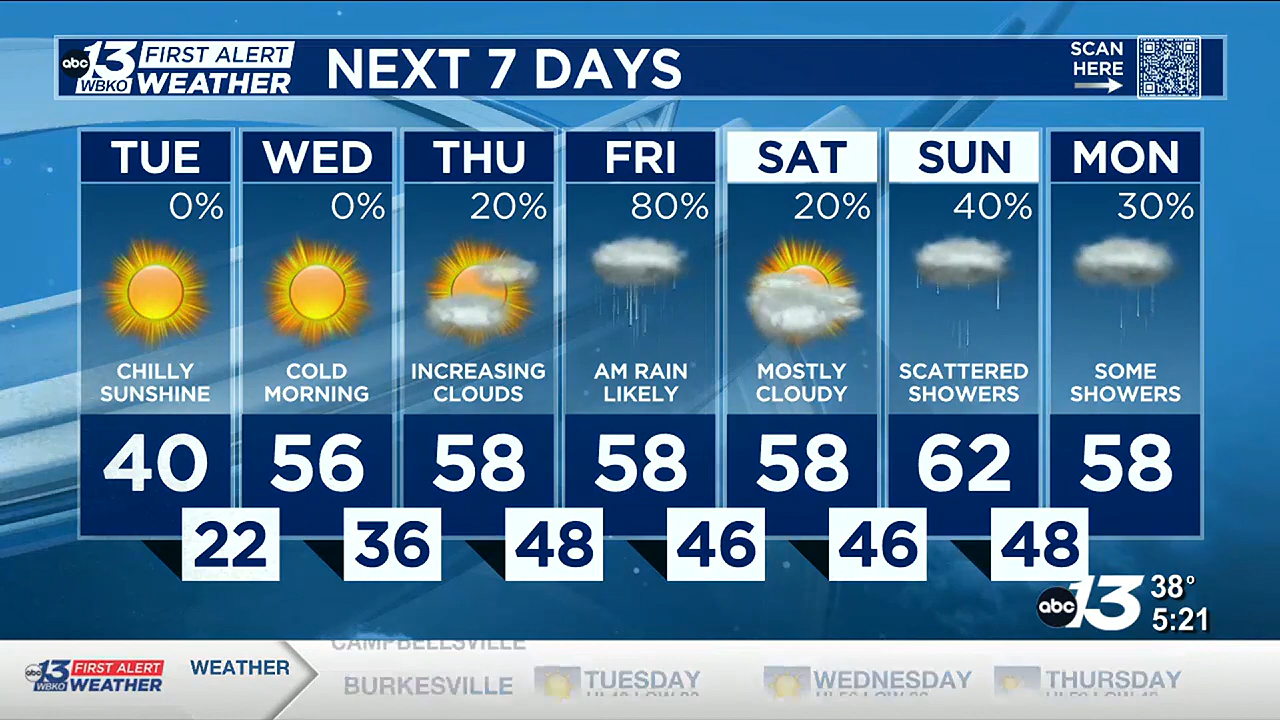 abc 13 WBKO FIRST ALERT WEATHER
NEXT 7 DAYS
SCAN HERE
TUE WED THU FRI SAT SUN MON
0% 0% 20% 80% 20% 40% 30%
CHILLY SUNSHINE
COLD MORNING
INCREASING CLOUDS
AM RAIN LIKELY
MOSTLY CLOUDY
SCATTERED SHOWERS
SOME SHOWERS
40 56 58 58 58 62 58
22 36 48 46 46 48
abc 13
38°
5:21
abc 13 WBKO FIRST ALERT WEATHER
WEATHER
CAMPBELLSVILLE
BURKESVILLE
TUESDAY
WEDNESDAY
THURSDAY